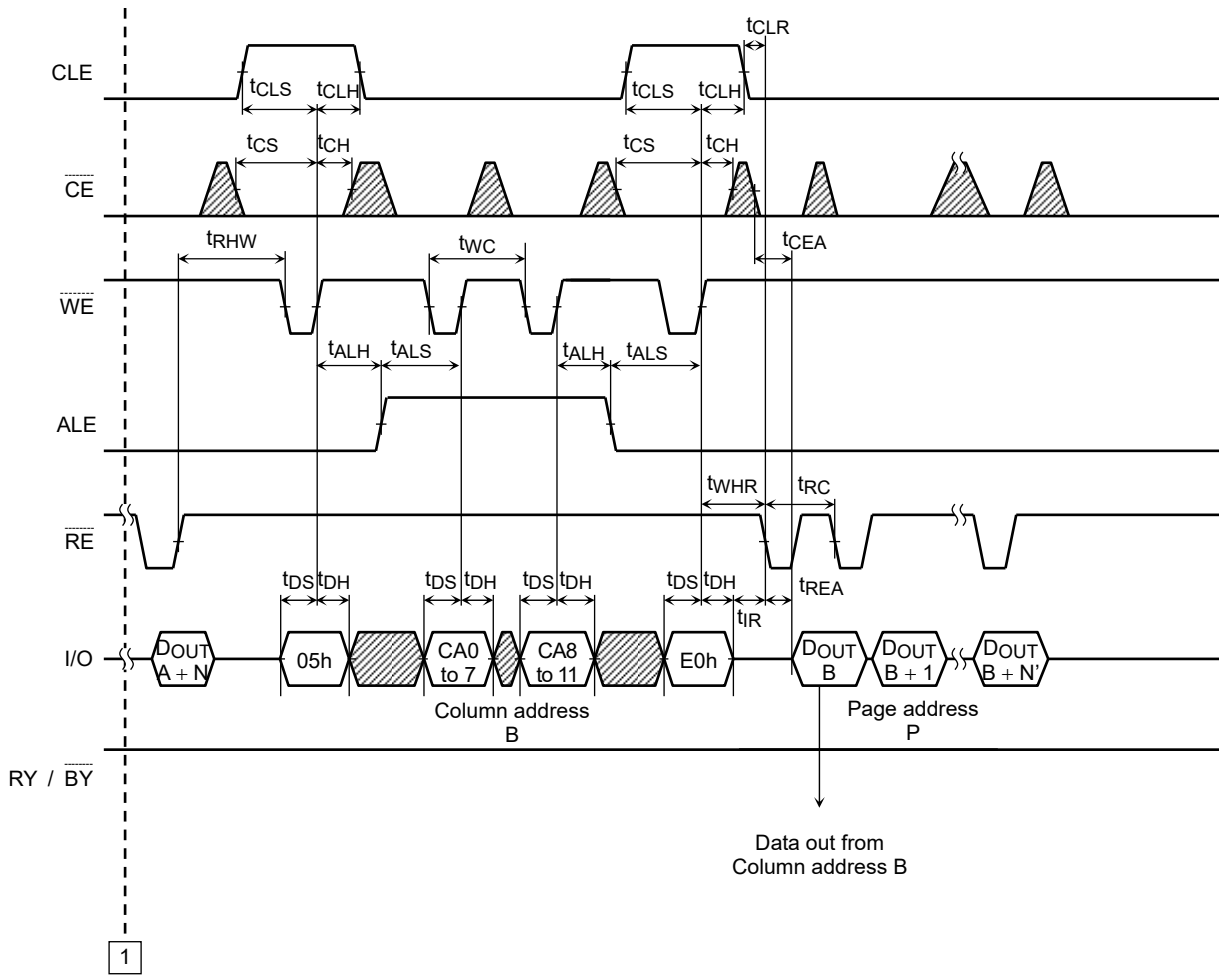 tCLR
CLE
tCLS tCLH tCLS tCLH
tCS tCH tCS tCH
CE
tRHW tWC tCEA
WE
tALH tALS tALH tALS
ALE
tWHR tRC
RE
tDS tDH tDS tDH tDS tDH tDS tDH tREA
tIR
I/O
DOUT A + N
05h
CA0 to 7
CA8 to 11
E0h
DOUT B
DOUT B + 1
DOUT B + N'
Column address
B
Page address
P
RY / BY
Data out from
Column address B
1